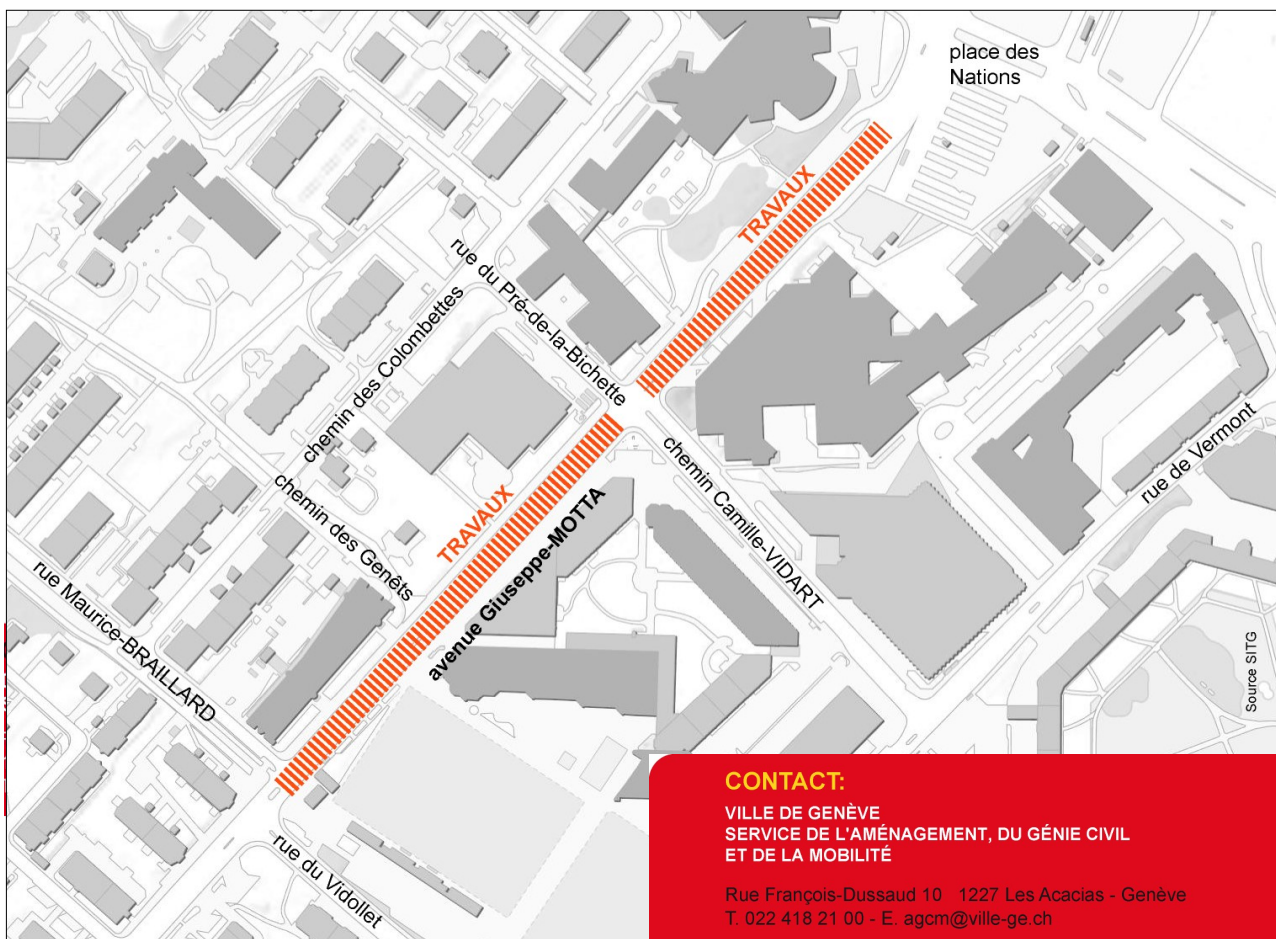 place des
Nations
TRAVAUX
rue du Pré-de-la-Bichette
chemin des Colombettes
chemin Camille-VIDART
rue de Vermont
chemin des Genêts
TRAVAUX
avenue Giuseppe-MOTTA
rue Maurice-BRAILLARD
rue du Vidollet
Source SITG
CONTACT:
VILLE DE GENÈVE
SERVICE DE L'AMÉNAGEMENT, DU GÉNIE CIVIL
ET DE LA MOBILITÉ
Rue François-Dussaud 10 1227 Les Acacias - Genève
T. 022 418 21 00 - E. agcm@ville-ge.ch